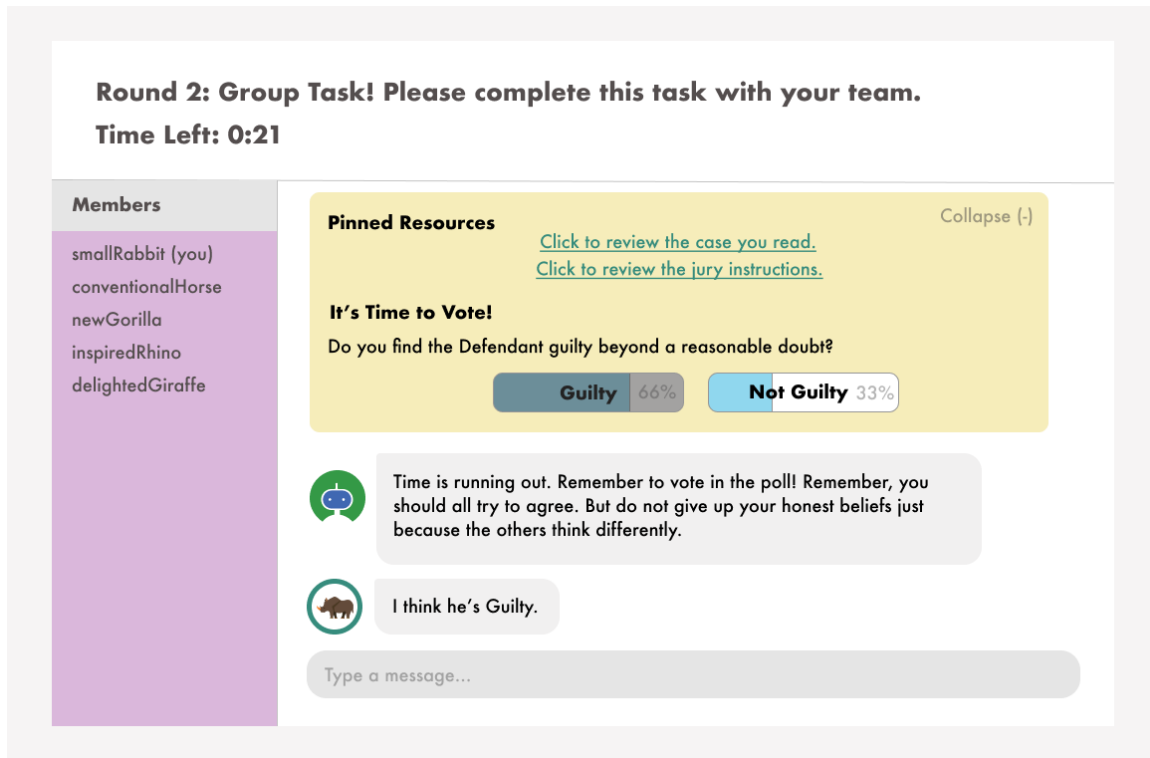 Round 2: Group Task! Please complete this task with your team.
Time Left: 0:21
Members
smallRabbit (you)
conventionalHorse
newGorilla
inspiredRhino
delightedGiraffe
Pinned Resources
Collapse (-)
Click to review the case you read.
Click to review the jury instructions.
It's Time to Vote!
Do you find the Defendant guilty beyond a reasonable doubt?
Guilty 66%
Not Guilty 33%
Time is running out. Remember to vote in the poll! Remember, you
should all try to agree. But do not give up your honest beliefs just
because the others think differently.
I think he's Guilty.
Type a message...